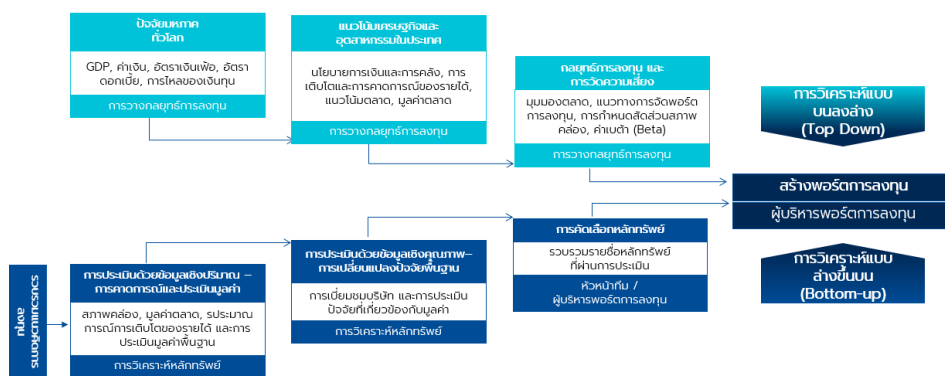 ปัจจัยมหภาค
ทั่วโลก
GDP, ค่าเงิน, อัตราเงินเฟ้อ, อัตรา
ดอกเบี้ย, การไหลของเงินทุน
การวางกลยุทธ์การลงทุน
แนวโน้มเศรษฐกิจและ
อุตสาหกรรมในประเทศ
นโยบายการเงินและการคลัง, การ
เติบโตและการคาดการณ์ของรายได้,
แนวโน้มตลาด, มูลค่าตลาด
การวางกลยุทธ์การลงทุน
กลยุทธ์การลงทุน และ
การวัดความเสี่ยง
มุมมองตลาด, แนวทางการจัดพอร์ต
การลงทุน, การกำหนดสัดส่วนสภาพ
คล่อง, ค่าเบต้า (Beta)
การวางกลยุทธ์การลงทุน
การวิเคราะห์แบบ
บนลงล่าง
(Top Down)
สร้างพอร์ตการลงทุน
ผู้บริหารพอร์ตการลงทุน
การวิเคราะห์แบบ
ล่างขึ้นบน
(Bottom-up)
การคัดเลือกหลักทรัพย์
รวบรวมรายชื่อหลักทรัพย์
ที่ผ่านการประเมิน
หัวหน้าทีม /
ผู้บริหารพอร์ตการลงทุน
การประเมินด้วยข้อมูลเชิงคุณภาพ–
การเปลี่ยนแปลงปัจจัยพื้นฐาน
การเยี่ยมชมบริษัท และการประเมิน
ปัจจัยที่เกี่ยวข้องกับมูลค่า
การวิเคราะห์หลักทรัพย์
การประเมินด้วยข้อมูลเชิงปริมาณ –
การคาดการณ์และประเมินมูลค่า
สภาพคล่อง, มูลค่าตลาด, รประมาณ
การณ์การเติบโตของรายได้ และการ
ประเมินมูลค่าพื้นฐาน
การวิเคราะห์หลักทรัพย์
ลงทุน